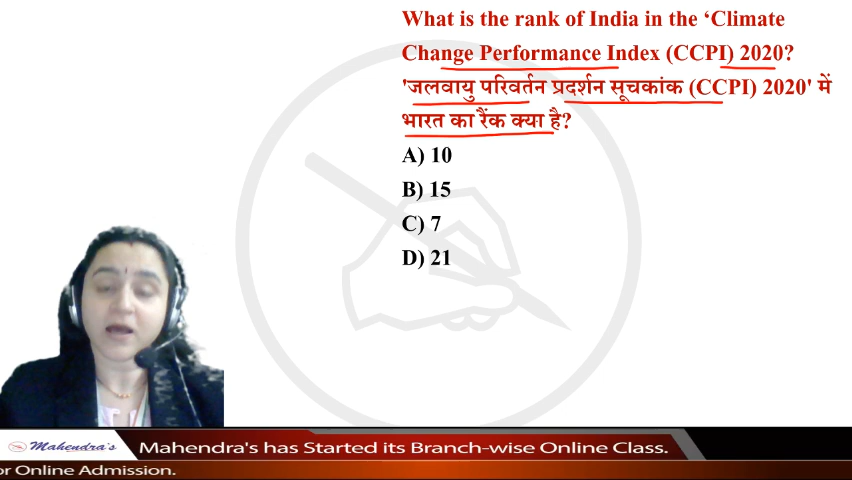 What is the rank of India in the ‘Climate
Change Performance Index (CCPI) 2020?
'जलवायु परिवर्तन प्रदर्शन सूचकांक (CCPI) 2020' में
भारत का रैंक क्या है?
A) 10
B) 15
C) 7
D) 21
Mahendra's
Mahendra's has Started its Branch-wise Online Class.
or Online Admission.